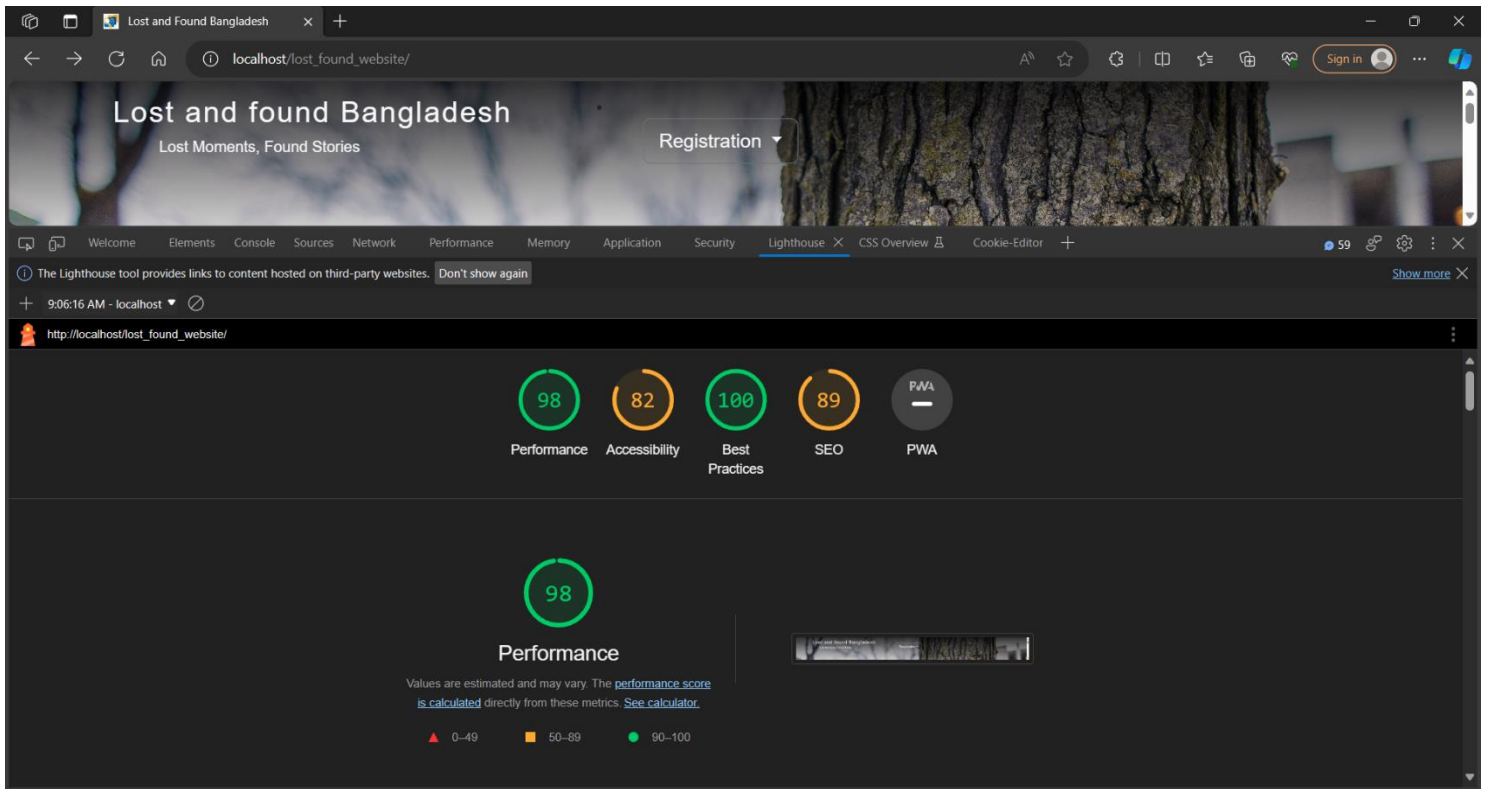 Lost and Found Bangladesh
localhost/lost_found_website/
Sign in
Lost and found Bangladesh
Lost Moments, Found Stories
Registration
Welcome Elements Console Sources Network Performance Memory Application Security Lighthouse CSS Overview Cookie-Editor 59
The Lighthouse tool provides links to content hosted on third-party websites. Don't show again Show more
9:06:16 AM - localhost
http://localhost/lost_found_website/
98 82 100 89 PWA
Performance Accessibility Best Practices SEO PWA
98
Performance
Values are estimated and may vary. The performance score
is calculated directly from these metrics. See calculator.
0–49 50–89 90–100